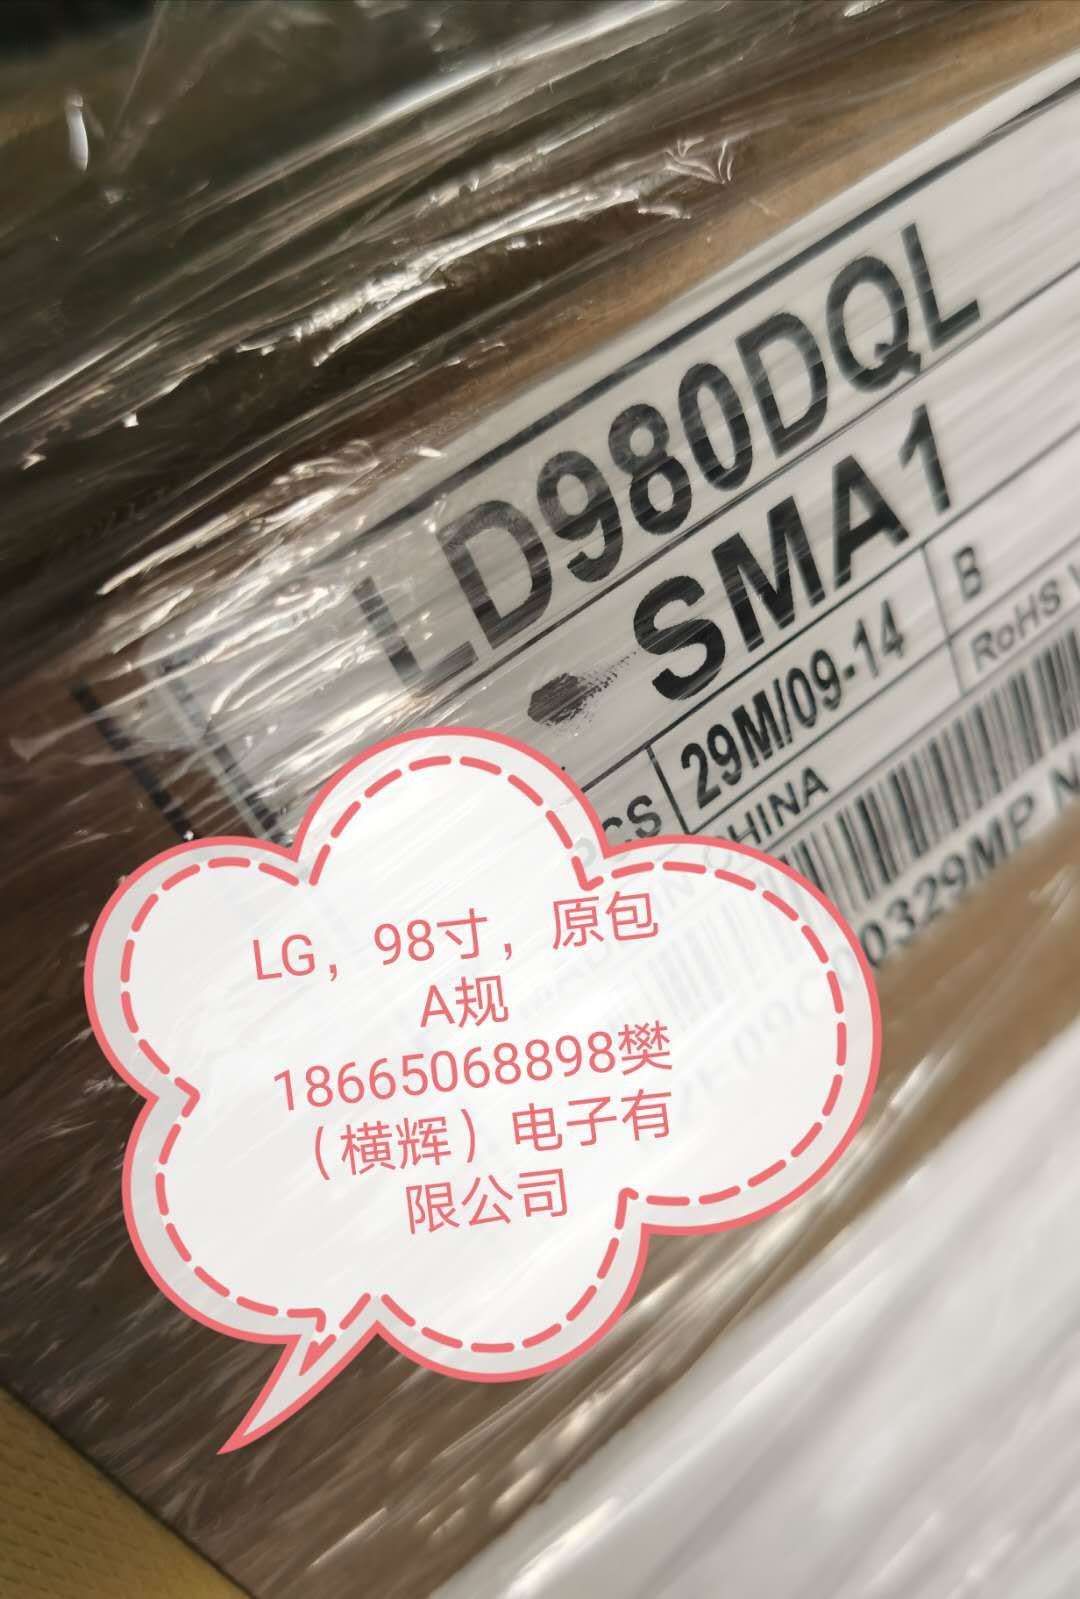 LD980DQL
SMA1
29M/09-14
B
RoHS
CHINA
LG，98寸，原包
A规
18665068898樊
（横辉）电子有
限公司